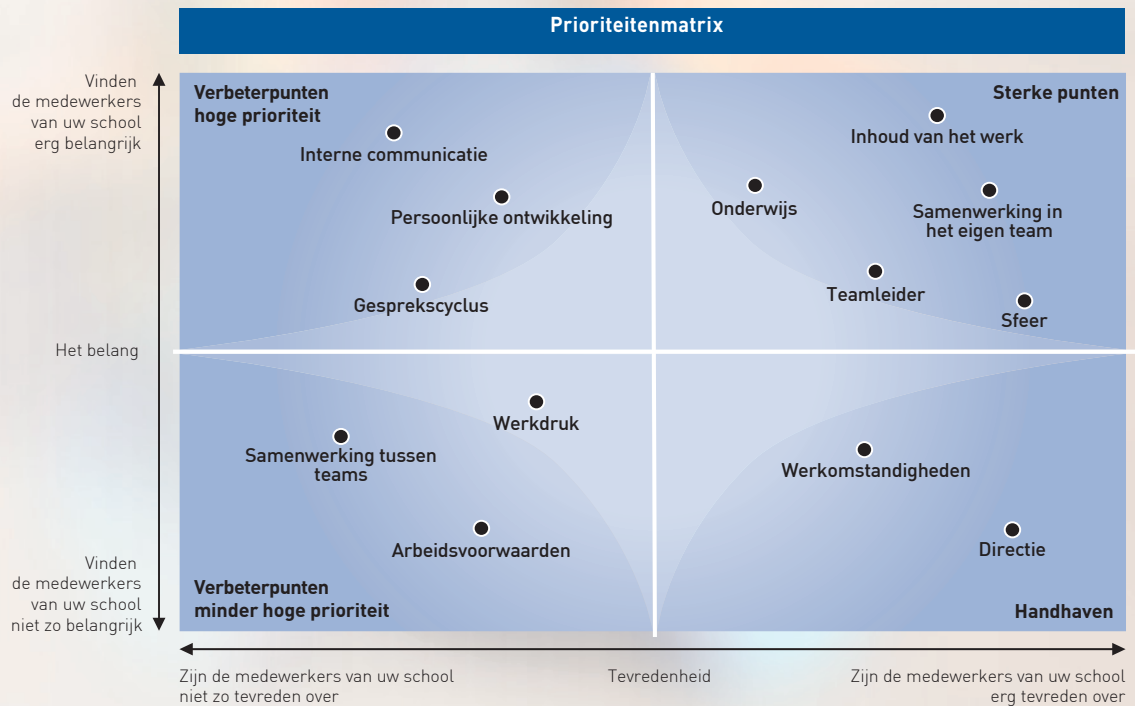 Prioriteitenmatrix
Vinden
de medewerkers
van uw school
erg belangrijk
Het belang
Vinden
de medewerkers
van uw school
niet zo belangrijk
Verbeterpunten
hoge prioriteit
Interne communicatie
Persoonlijke ontwikkeling
Gesprekscyclus
Sterke punten
Inhoud van het werk
Onderwijs
Samenwerking in
het eigen team
Teamleider
Sfeer
Werkdruk
Samenwerking tussen
teams
Arbeidsvoorwaarden
Verbeterpunten
minder hoge prioriteit
Werkomstandigheden
Directie
Handhaven
Zijn de medewerkers van uw school
niet zo tevreden over
Tevredenheid
Zijn de medewerkers van uw school
erg tevreden over